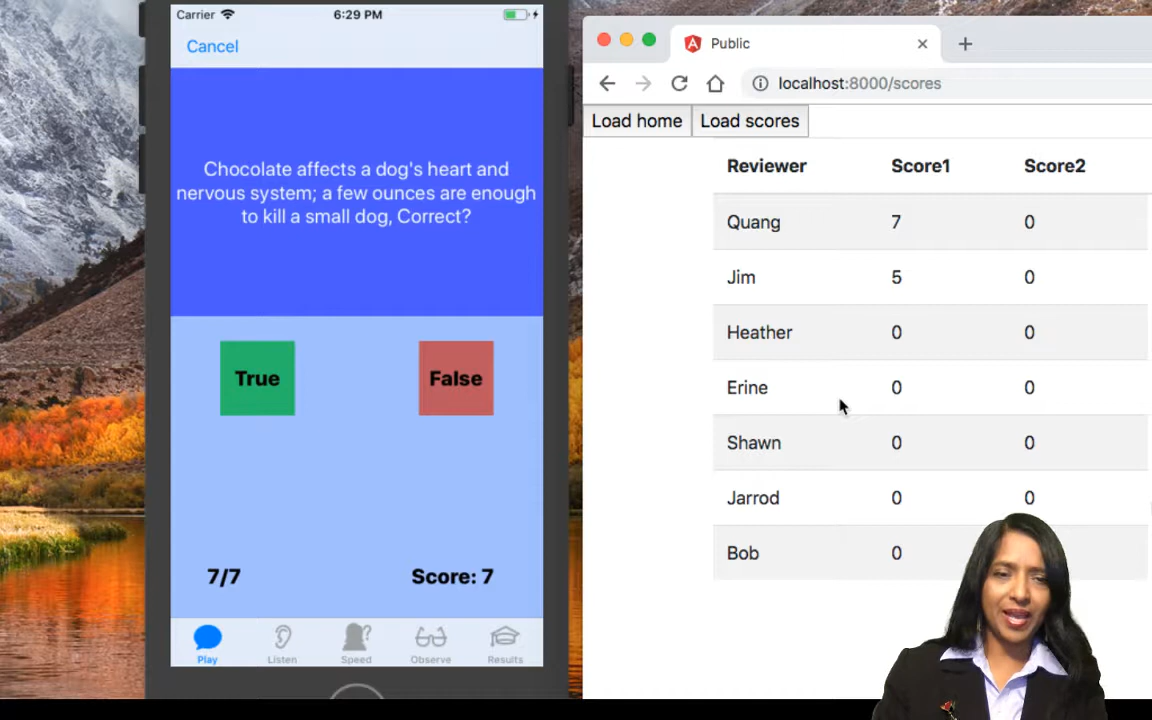 Carrier 6:29 PM
Cancel
Chocolate affects a dog's heart and
nervous system; a few ounces are enough
to kill a small dog, Correct?
True False
7/7 Score: 7
Play Listen Speed Observe Results
Public
localhost:8000/scores
Load home Load scores
Reviewer Score1 Score2
Quang 7 0
Jim 5 0
Heather 0 0
Erine 0 0
Shawn 0 0
Jarrod 0 0
Bob 0